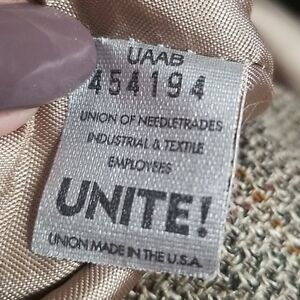 UAAB
454194
UNION OF NEEDLETRADES
INDUSTRIAL & TEXTILE
EMPLOYEES
UNITE!
UNION MADE IN THE U.S.A.